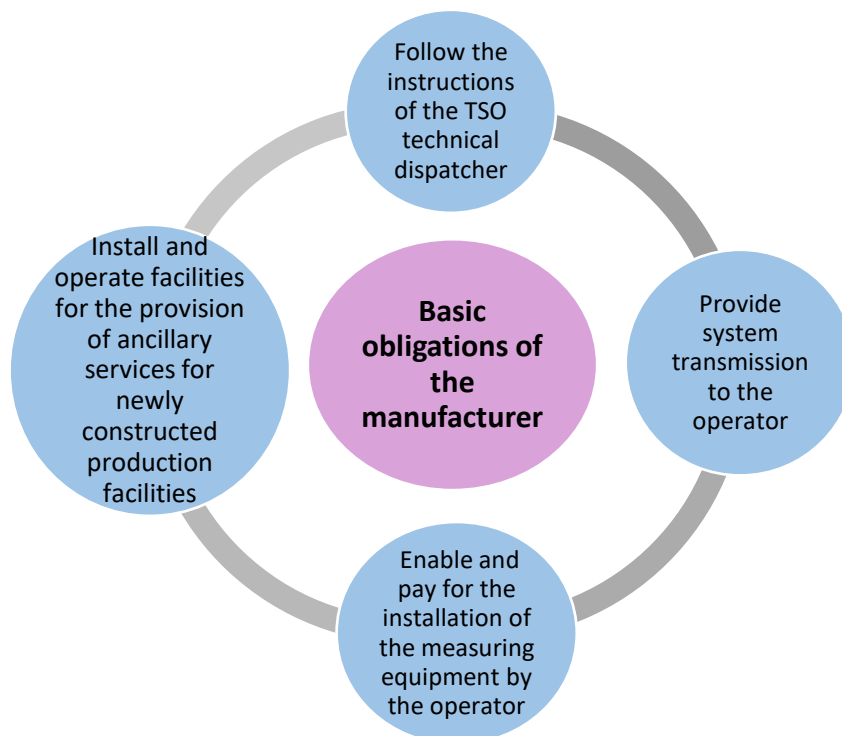 Follow the
instructions
of the TSO
technical
dispatcher
Install and
operate facilities
for the provision
of ancillary
services for
newly
constructed
production
facilities
Basic
obligations of
the
manufacturer
Provide
system
transmission
to the
operator
Enable and
pay for the
installation of
the measuring
equipment by
the operator